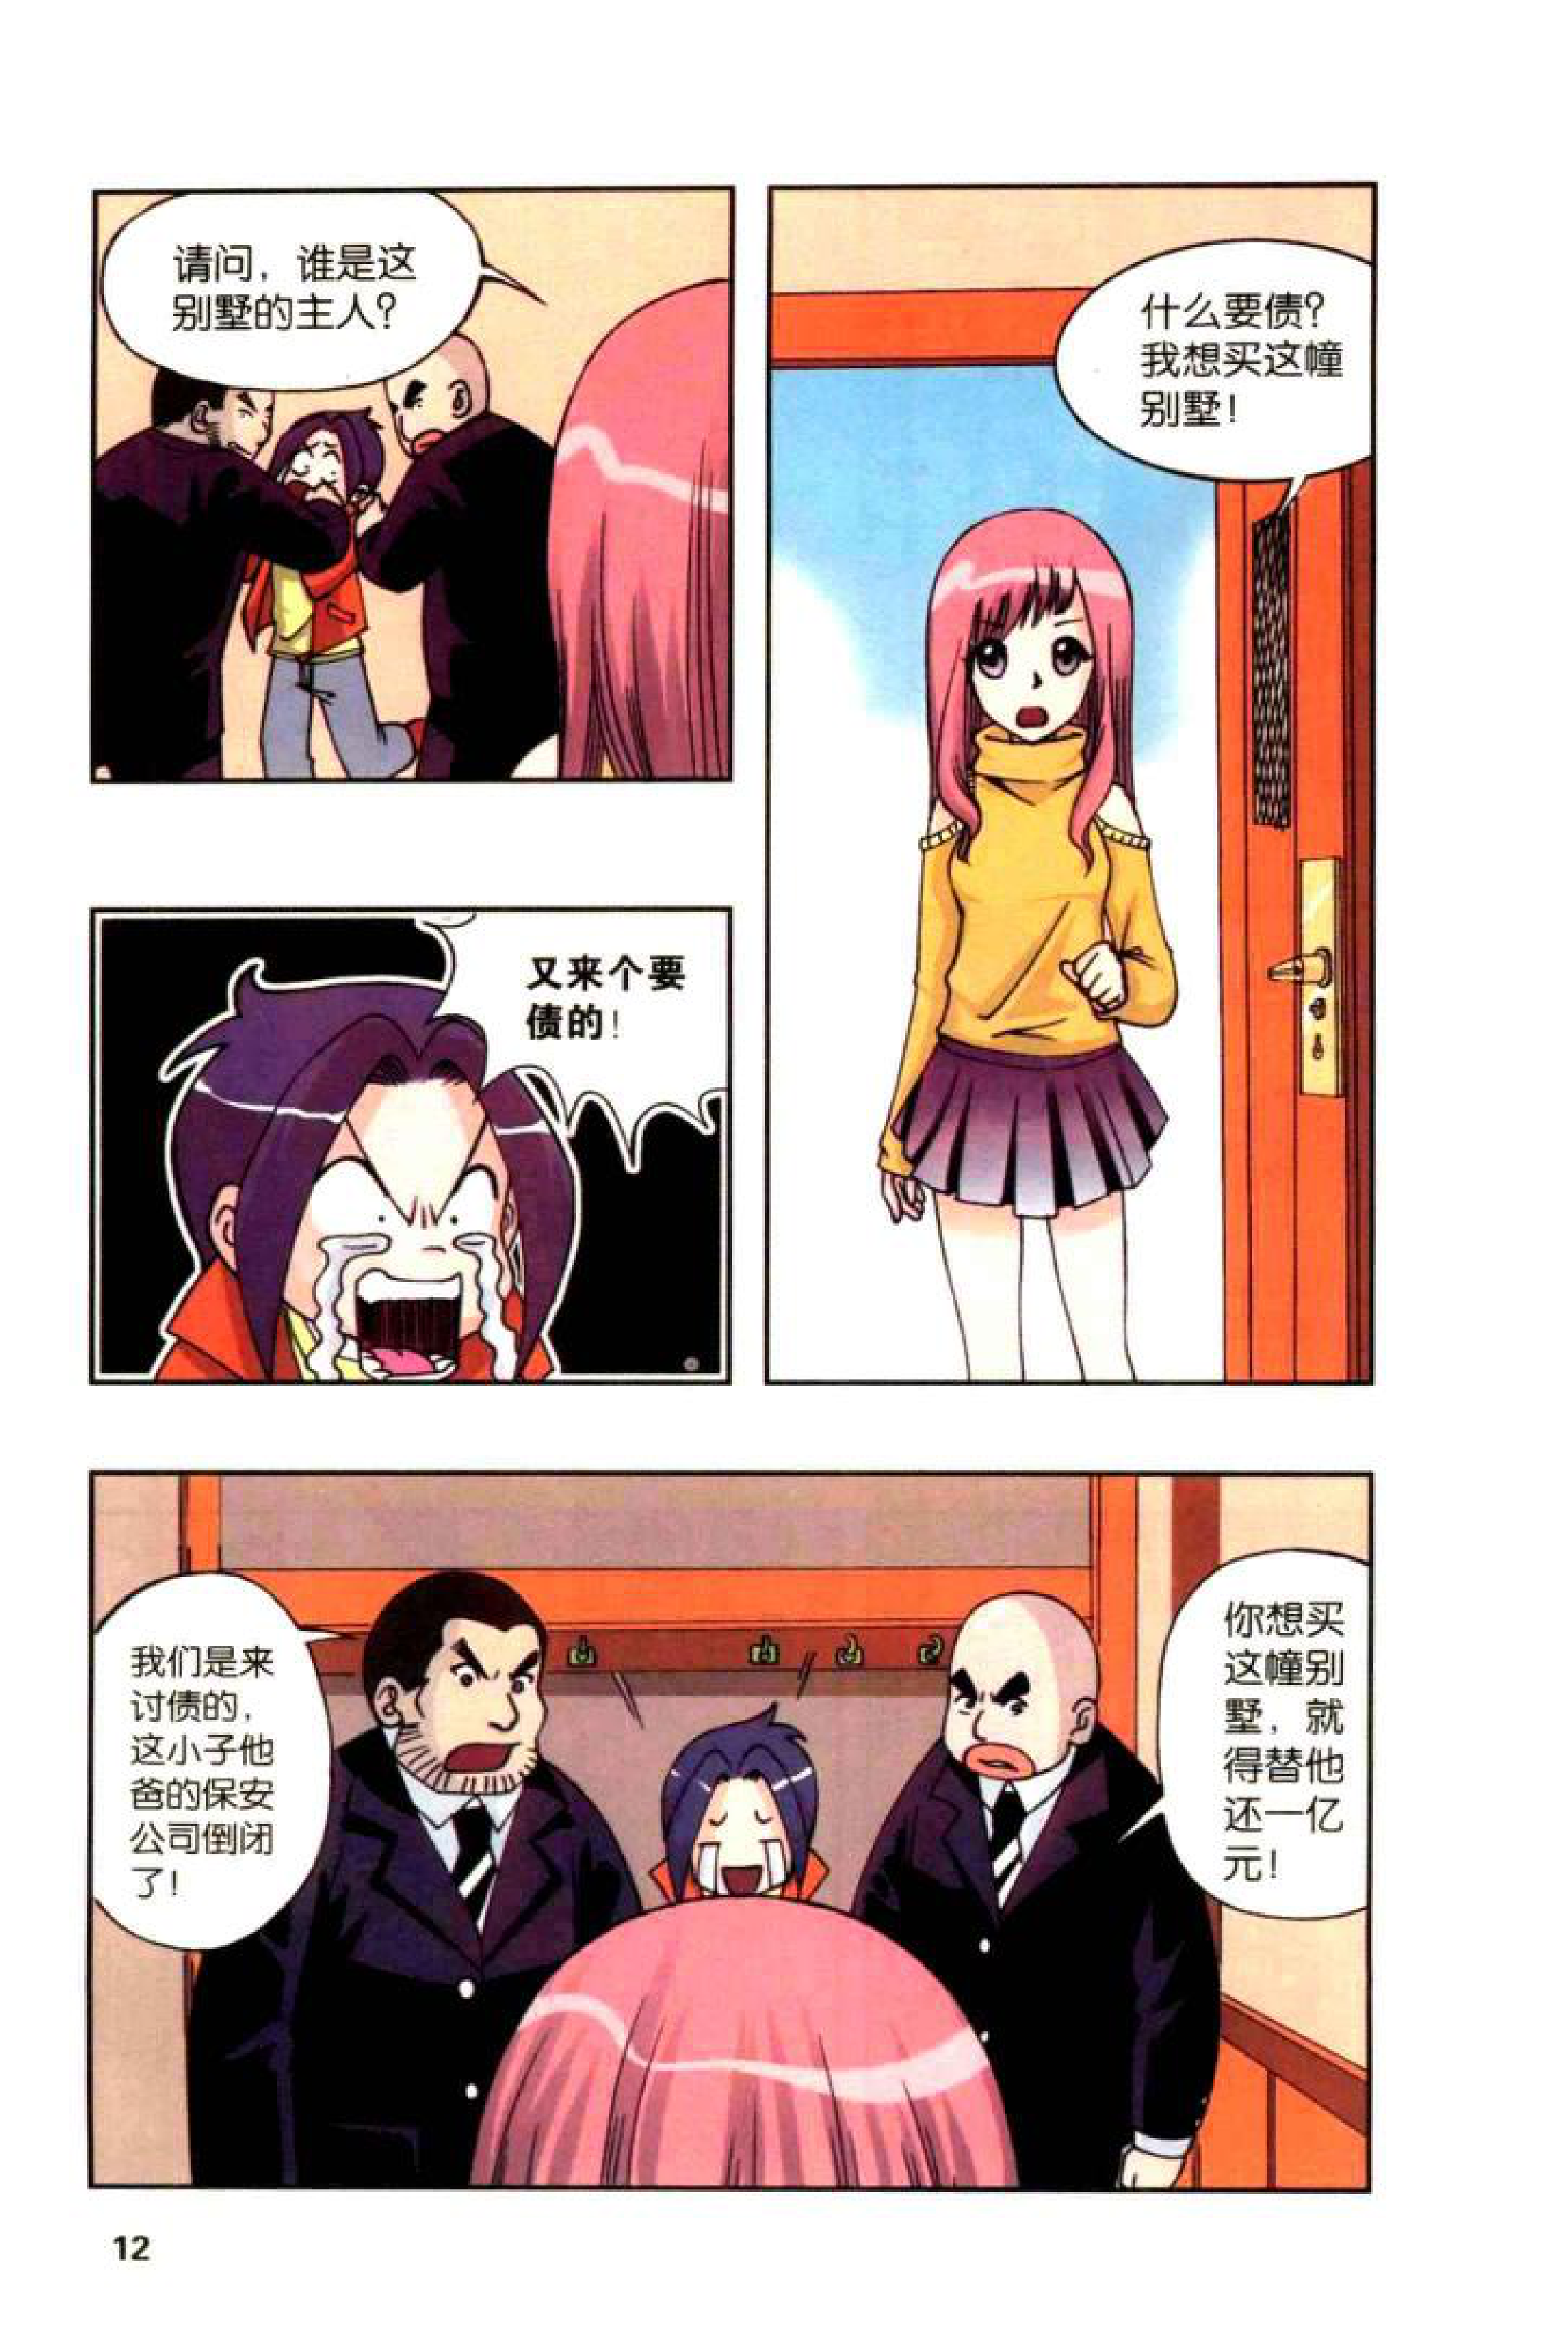 请问，谁是这
别墅的主人？
又来个要
债的！
什么要债？
我想买这幢
别墅！
我们是来
讨债的，
这小子他
爸的保安
公司倒闭
了！
你想买
这幢别
墅，就
得替他
还一亿
元！
12